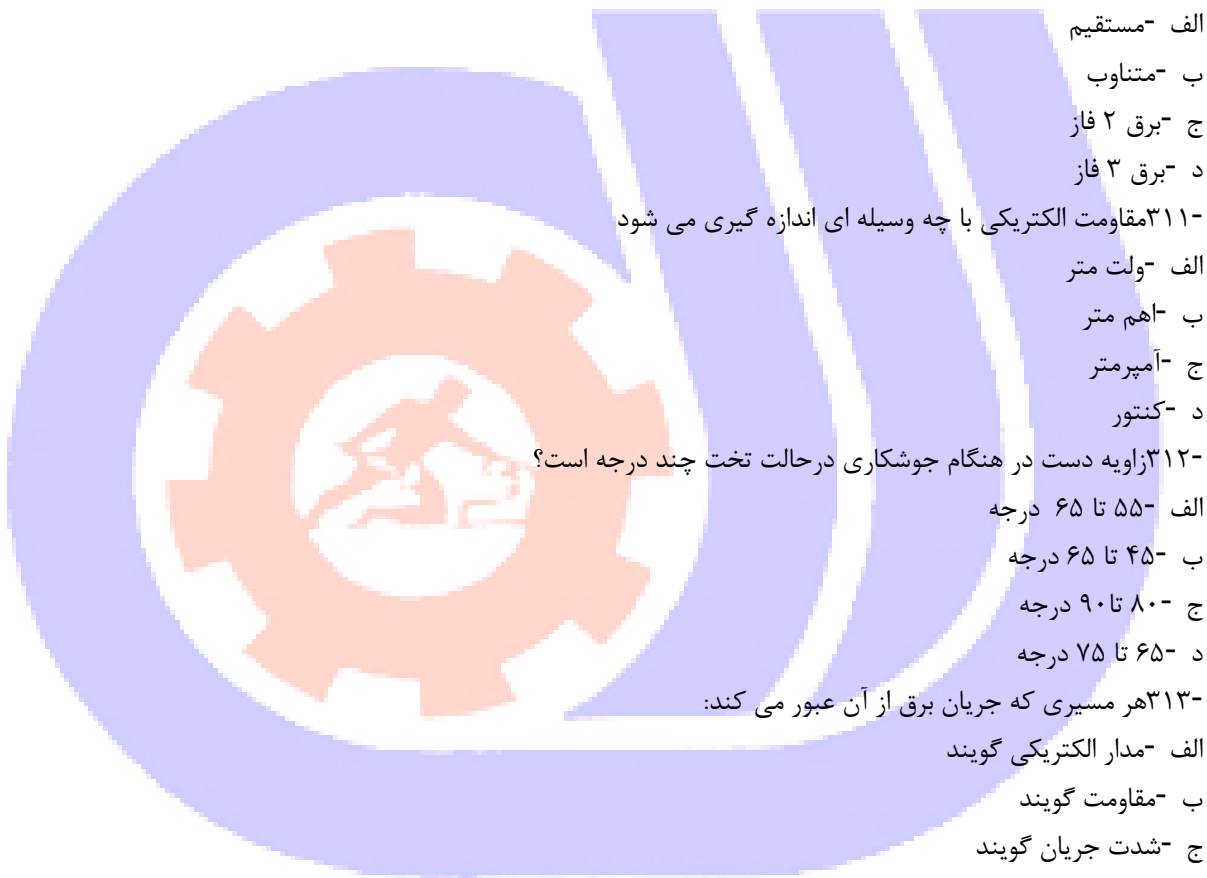 الف -مستقیم
ب -متناوب
ج -برق ۲ فاز
د -برق ۳ فاز
-۳۱۱مقاومت الکتریکی با چه وسیله ای اندازه گیری می شود
الف -ولت متر
ب -اهم متر
ج -آمپرمتر
د -کنتور
-۳۱۲زاویه دست در هنگام جوشکاری درحالت تخت چند درجه است؟
الف -۵۵ تا ۶۵ درجه
ب -۴۵ تا ۶۵ درجه
ج -۸۰ تا۹۰ درجه
د -۶۵ تا ۷۵ درجه
-۳۱۳هر مسیری که جریان برق از آن عبور می کند:
الف -مدار الکتریکی گویند
ب -مقاومت گویند
ج -شدت جریان گویند